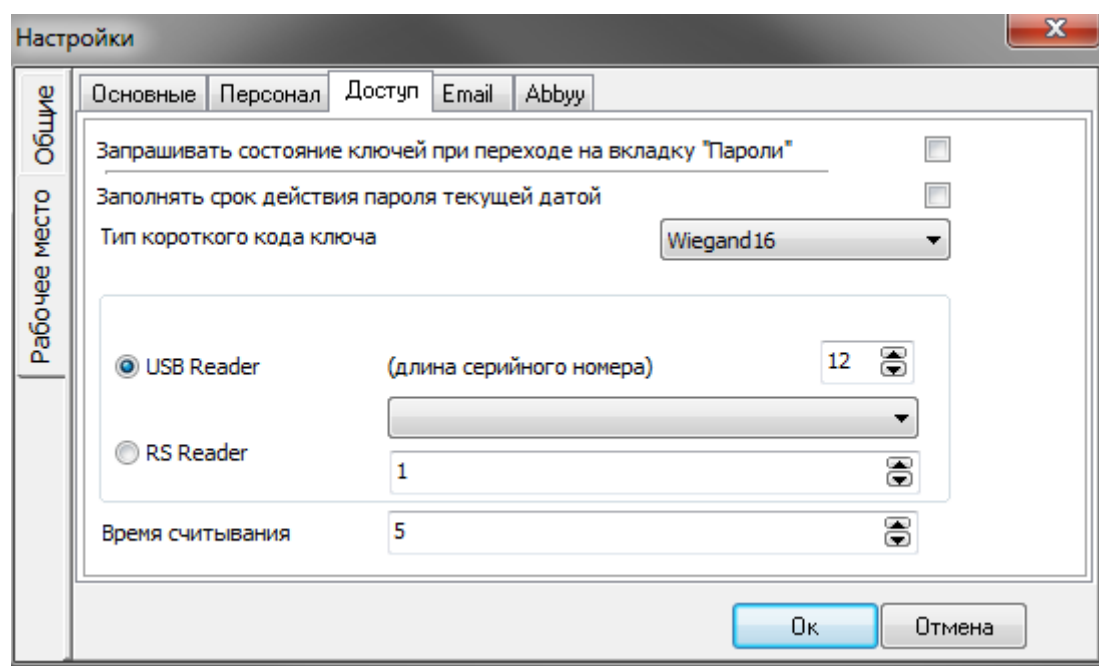 Настройки
Общие
Рабочее место
Основные Персонал Доступ Email Abbyy
Запрашивать состояние ключей при переходе на вкладку "Пароли"
Заполнять срок действия пароля текущей датой
Тип короткого кода ключа Wiegand16
USB Reader (длина серийного номера) 12
RS Reader
1
Время считывания 5
Ок Отмена